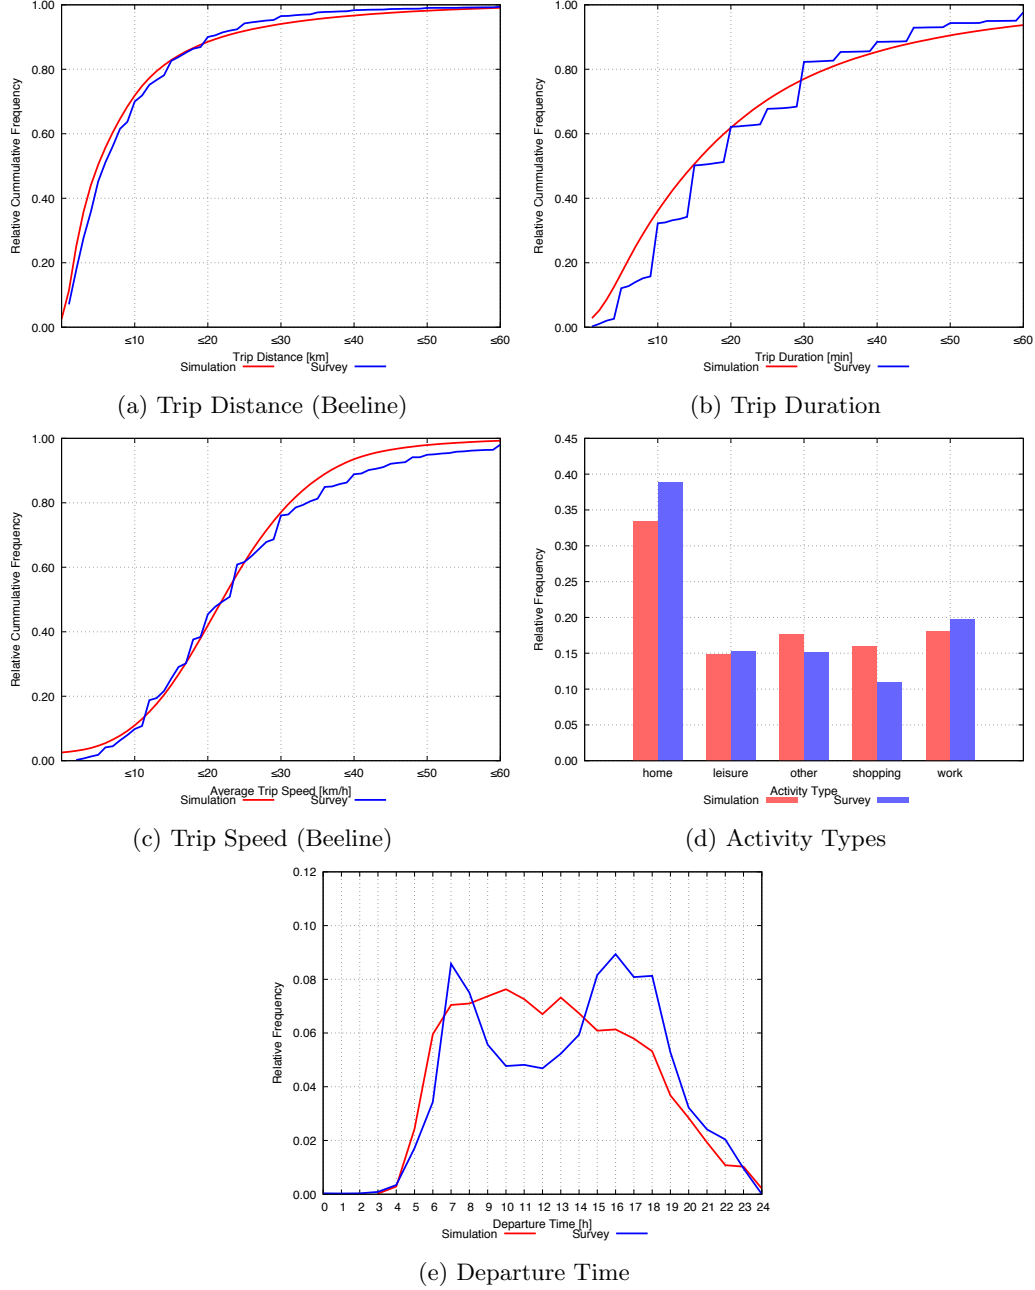 1.00
0.80
0.60
0.40
0.20
0.00
Relative Cummulative Frequency
≤10 ≤20 ≤30 ≤40 ≤50 ≤60
Trip Distance [km]
Simulation Survey
(a) Trip Distance (Beeline)
1.00
0.80
0.60
0.40
0.20
0.00
Relative Cummulative Frequency
≤10 ≤20 ≤30 ≤40 ≤50 ≤60
Trip Duration [min]
Simulation Survey
(b) Trip Duration
1.00
0.80
0.60
0.40
0.20
0.00
Relative Cummulative Frequency
≤10 ≤20 ≤30 ≤40 ≤50 ≤60
Average Trip Speed [km/h]
Simulation Survey
(c) Trip Speed (Beeline)
0.45
0.40
0.35
0.30
0.25
0.20
0.15
0.10
0.05
0.00
Relative Frequency
home leisure other shopping work
Activity Type
Simulation Survey
(d) Activity Types
0.12
0.10
0.08
0.06
0.04
0.02
0.00
Relative Frequency
0 1 2 3 4 5 6 7 8 9 10 11 12 13 14 15 16 17 18 19 20 21 22 23 24
Departure Time [h]
Simulation Survey
(e) Departure Time